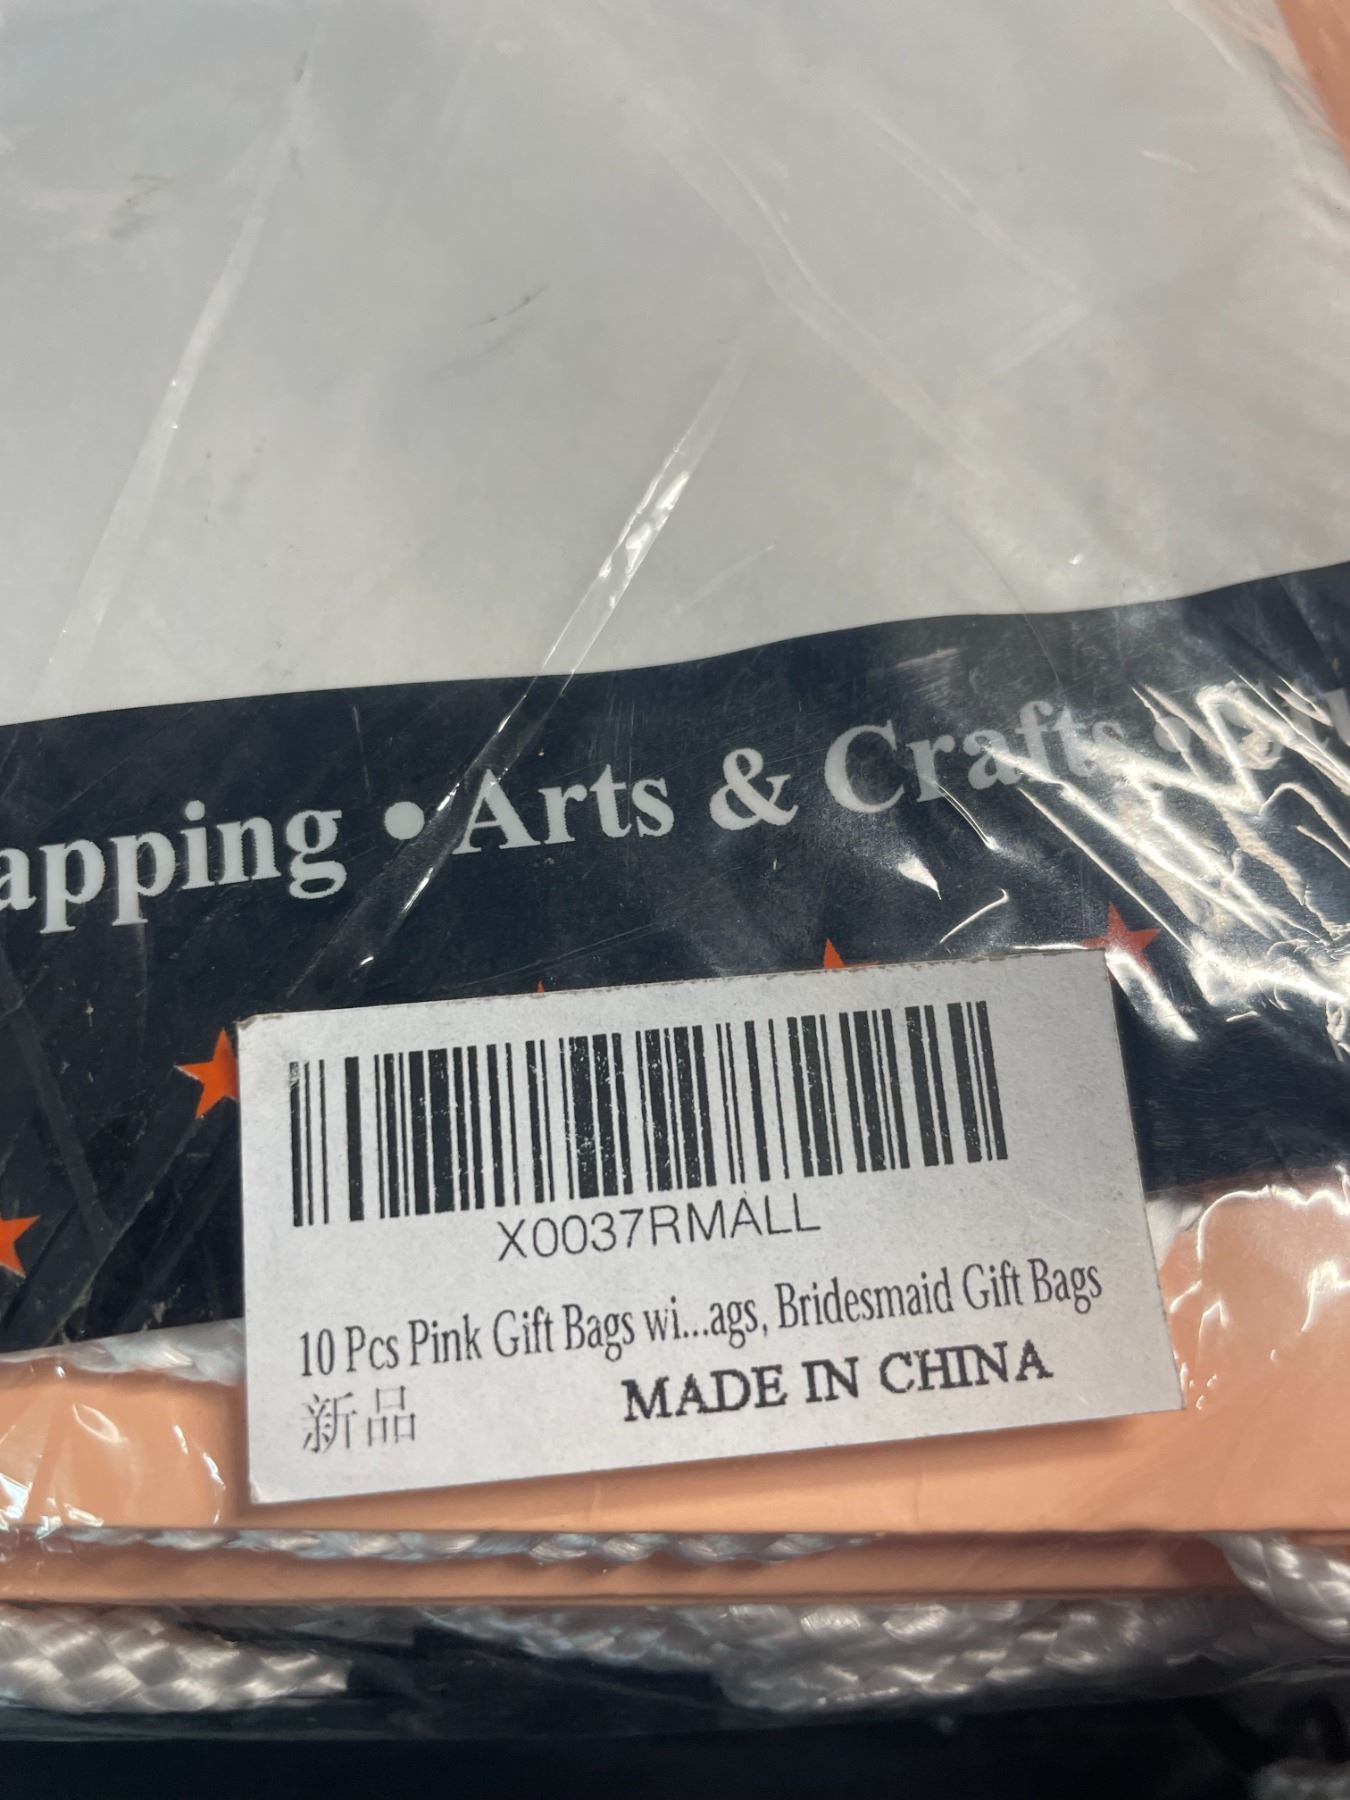 apping • Arts & Crafts •
X0037RMALL
10 Pcs Pink Gift Bags wi...ags, Bridesmaid Gift Bags
新品 MADE IN CHINA